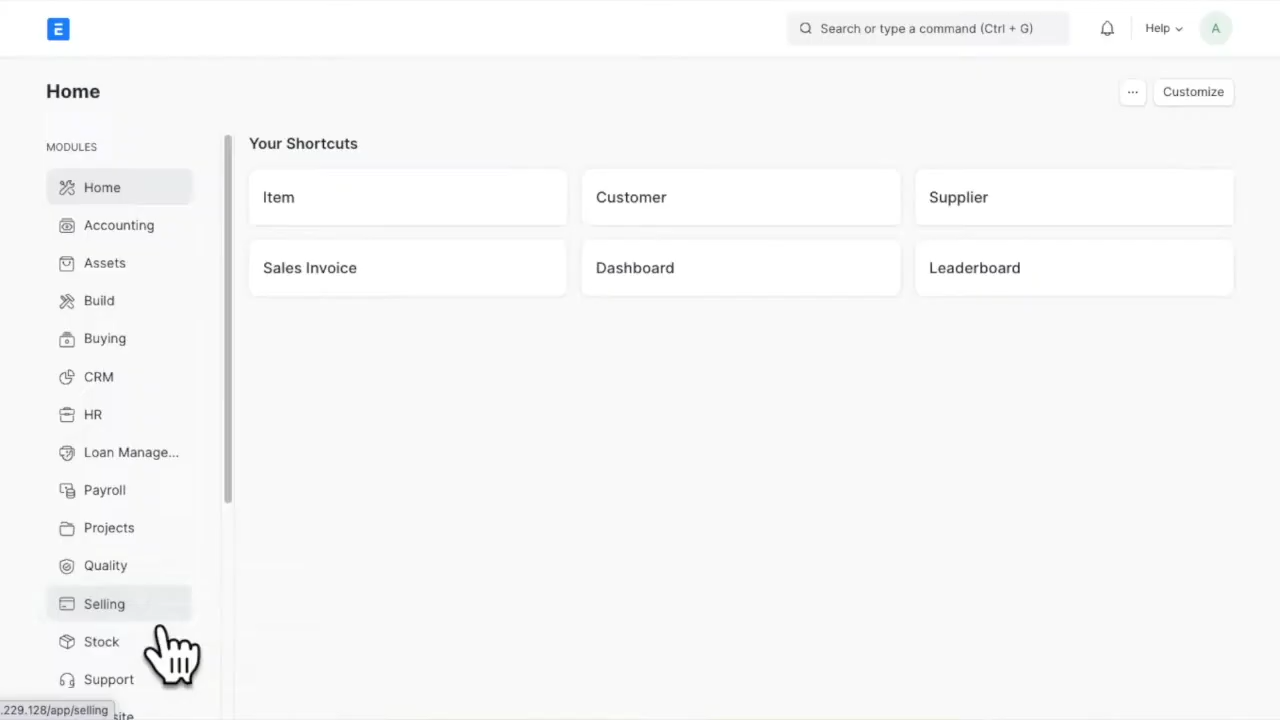 E
Search or type a command (Ctrl + G)
Help
A
Home
...
Customize
MODULES
Home
Accounting
Assets
Build
Buying
CRM
HR
Loan Manage...
Payroll
Projects
Quality
Selling
Stock
Support
Your Shortcuts
Item
Customer
Supplier
Sales Invoice
Dashboard
Leaderboard
.229.128/app/selling